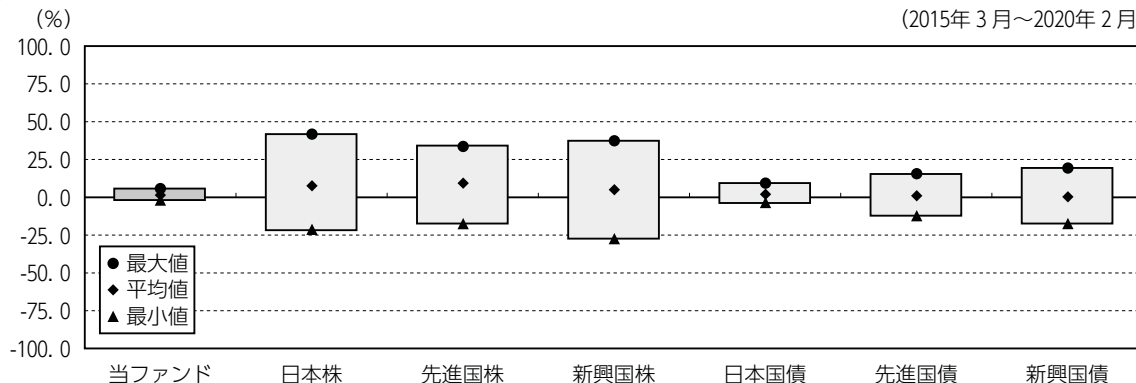 (%)
(2015年3月～2020年2月
100.0
75.0
50.0
25.0
0.0
-25.0
-50.0
-75.0
-100.0
● 最大値
◆ 平均値
▲ 最小値
当ファンド 日本株 先進国株 新興国株 日本国債 先進国債 新興国債